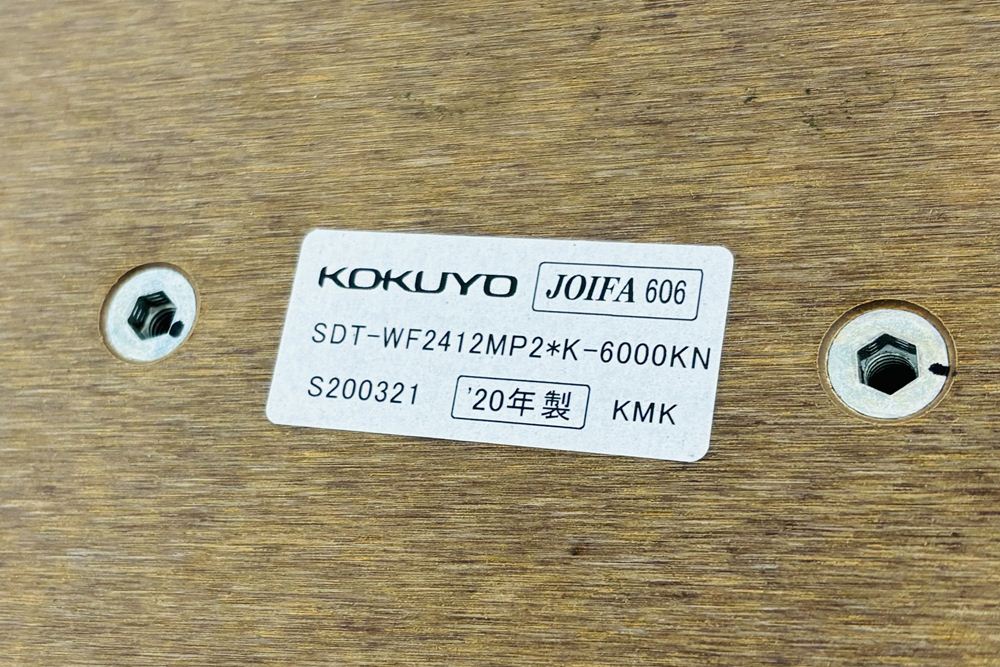 KOKUYO JOIFA 606
SDT-WF2412MP2*K-6000KN
S200321 '20年製 KMK